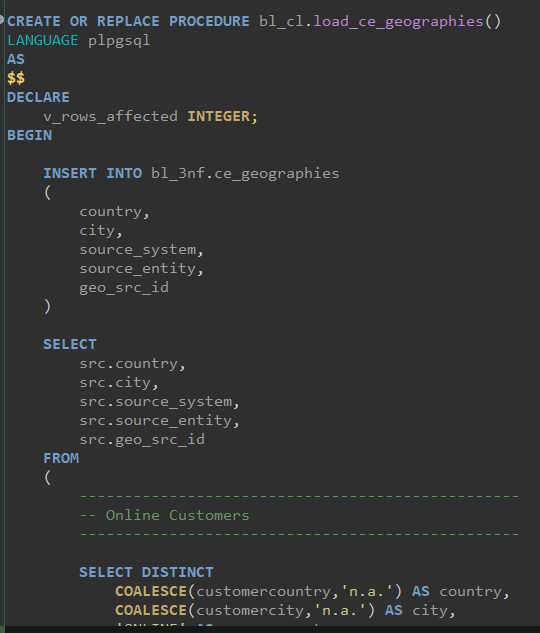 CREATE OR REPLACE PROCEDURE bl_cl.load_ce_geographies()
LANGUAGE plpgsql
AS
$$
DECLARE
    v_rows_affected INTEGER;
BEGIN
    INSERT INTO bl_3nf.ce_geographies
    (
        country,
        city,
        source_system,
        source_entity,
        geo_src_id
    )
    SELECT
        src.country,
        src.city,
        src.source_system,
        src.source_entity,
        src.geo_src_id
    FROM
    (
        -------------------------------------------------
        -- Online Customers
        -------------------------------------------------
        SELECT DISTINCT
            COALESCE(customercountry,'n.a.') AS country,
            COALESCE(customercity,'n.a.') AS city,